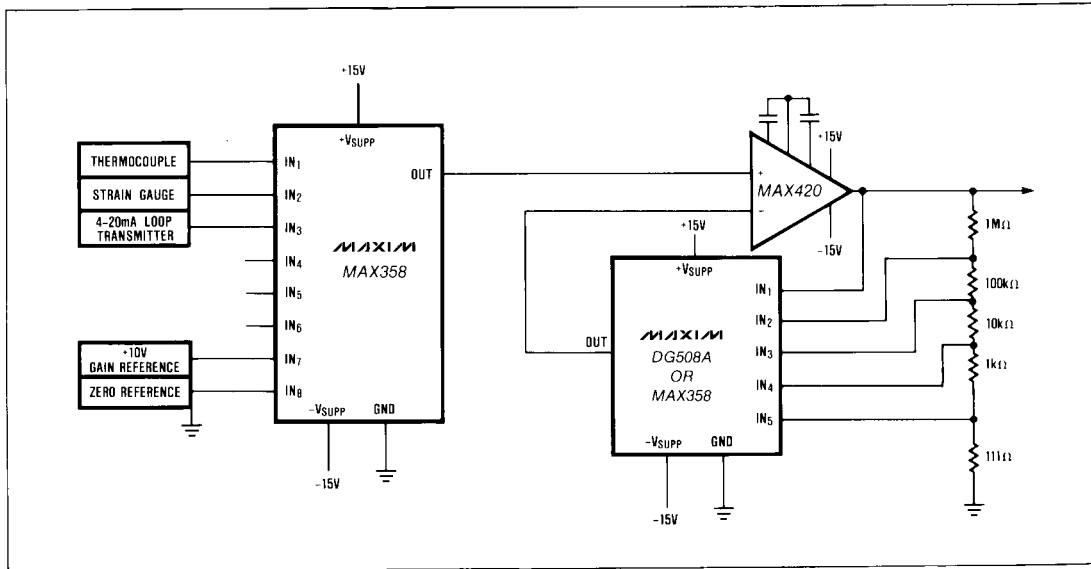 +15V
+VSUPP
THERMOCOUPLE
STRAIN GAUGE
4-20mA LOOP
TRANSMITTER
+10V
GAIN REFERENCE
ZERO REFERENCE
IN1
IN2
IN3
IN4
IN5
IN6
IN7
IN8
OUT
MAXIM
MAX358
-VSUPP
GND
-15V
+
-
MAX420
+15V
-15V
+15V
+VSUPP
OUT
MAXIM
DG508A
OR
MAX358
IN1
IN2
IN3
IN4
IN5
-VSUPP
GND
-15V
1MΩ
100kΩ
10kΩ
1kΩ